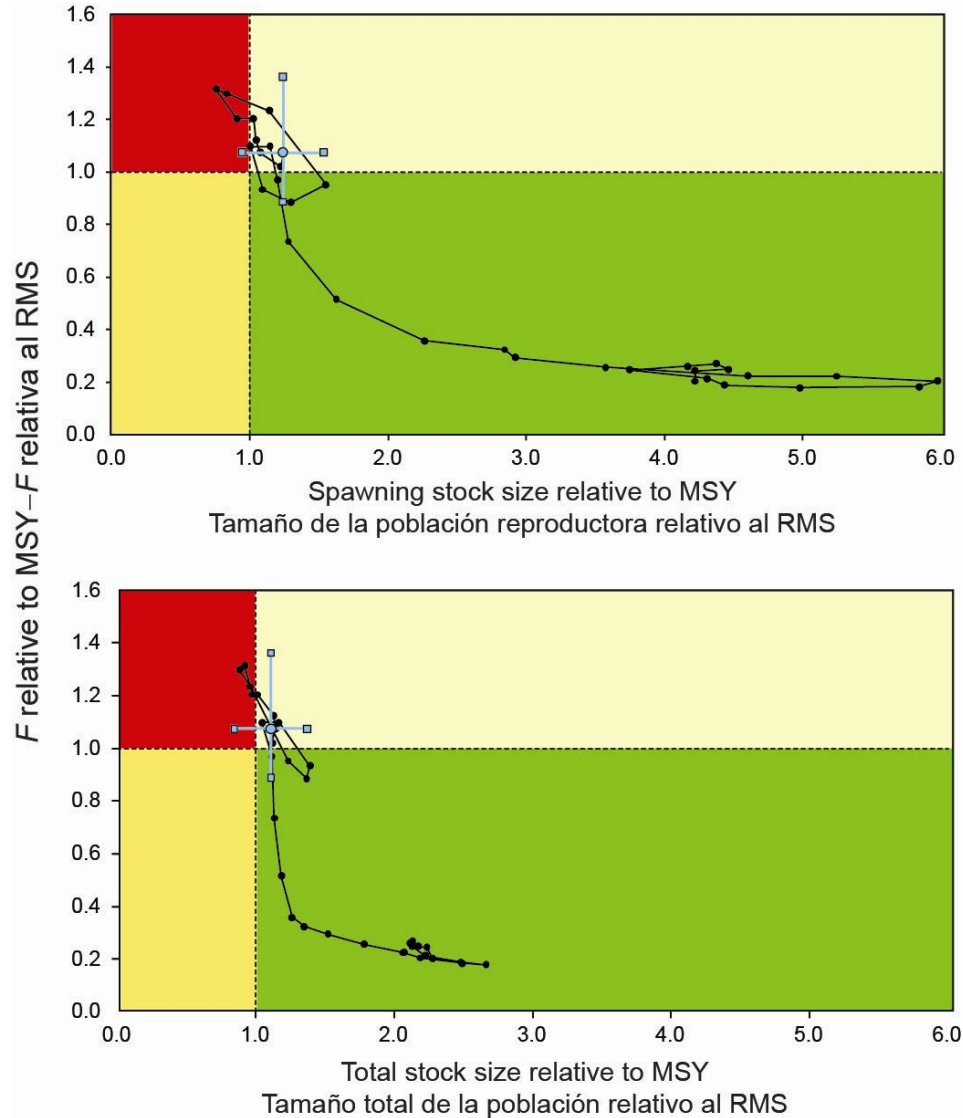 F relative to MSY–F relativa al RMS
1.6
1.4
1.2
1.0
0.8
0.6
0.4
0.2
0.0
0.0 1.0 2.0 3.0 4.0 5.0 6.0
Spawning stock size relative to MSY
Tamaño de la población reproductora relativo al RMS
1.6
1.4
1.2
1.0
0.8
0.6
0.4
0.2
0.0
0.0 1.0 2.0 3.0 4.0 5.0 6.0
Total stock size relative to MSY
Tamaño total de la población relativo al RMS